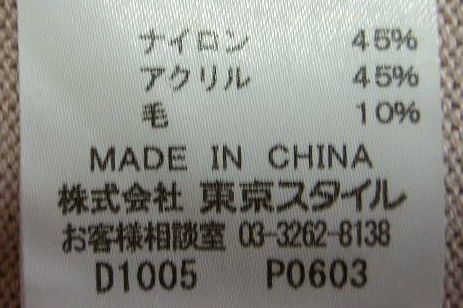 ナイロン 45%
アクリル 45%
毛 10%
MADE IN CHINA
株式会社 東京スタイル
お客様相談室 03-3262-8138
D1005 P0603